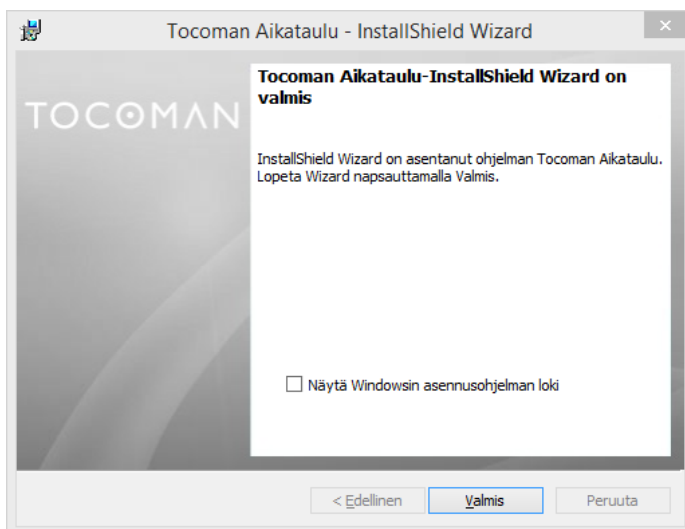 Tocoman Aikataulu - InstallShield Wizard
TOCOMAN
Tocoman Aikataulu-InstallShield Wizard on
valmis
InstallShield Wizard on asentanut ohjelman Tocoman Aikataulu.
Lopeta Wizard napsauttamalla Valmis.
Näytä Windowsin asennusohjelman loki
< Edellinen
Valmis
Peruuta